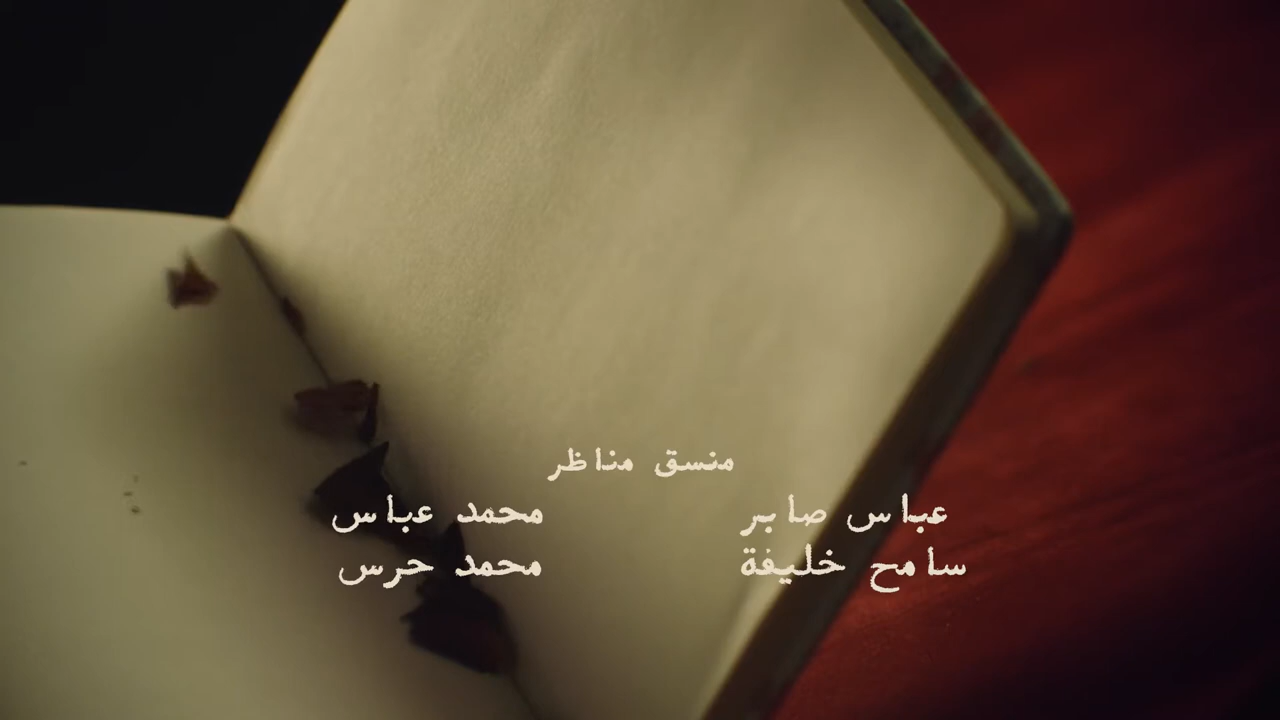 منسق مناظر
عباس صابر محمد عباس
سامح خليفة محمد حرس